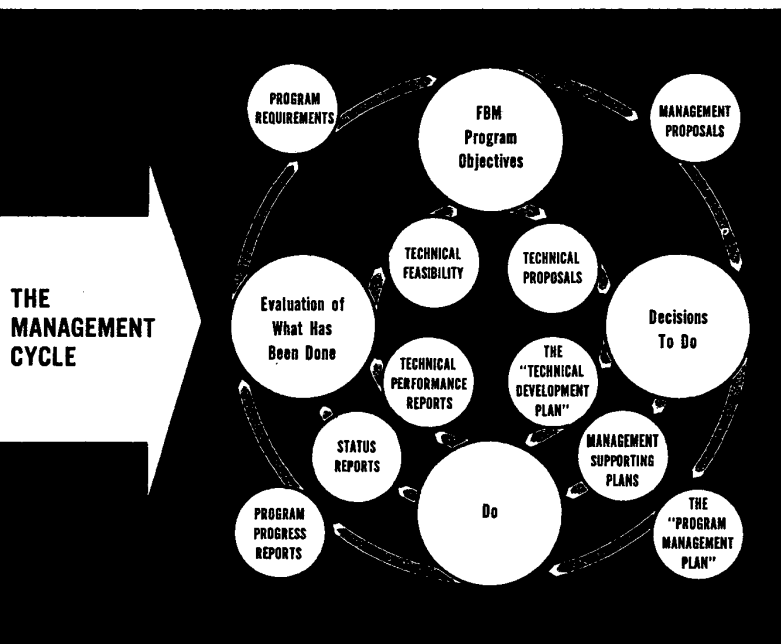 THE
MANAGEMENT
CYCLE
PROGRAM
REQUIREMENTS
FBM
Program
Objectives
MANAGEMENT
PROPOSALS
TECHNICAL
FEASIBILITY
TECHNICAL
PROPOSALS
Evaluation of
What Has
Been Done
Decisions
To Do
TECHNICAL
PERFORMANCE
REPORTS
THE
"TECHNICAL
DEVELOPMENT
PLAN"
STATUS
REPORTS
MANAGEMENT
SUPPORTING
PLANS
Do
PROGRAM
PROGRESS
REPORTS
THE
"PROGRAM
MANAGEMENT
PLAN"